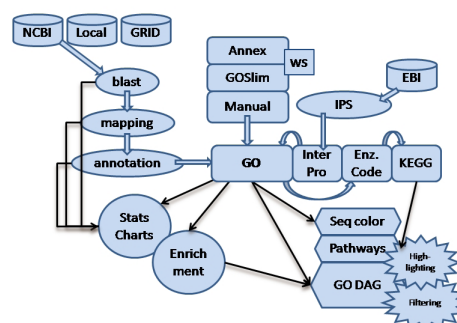 NCBI
Local
GRID
Annex
WS
GOSlim
Manual
EBI
blast
IPS
mapping
annotation
GO
Inter
Pro
Enz.
Code
KEGG
Stats
Charts
Enrich
ment
Seq color
Pathways
GO DAG
High-
lighting
Filtering